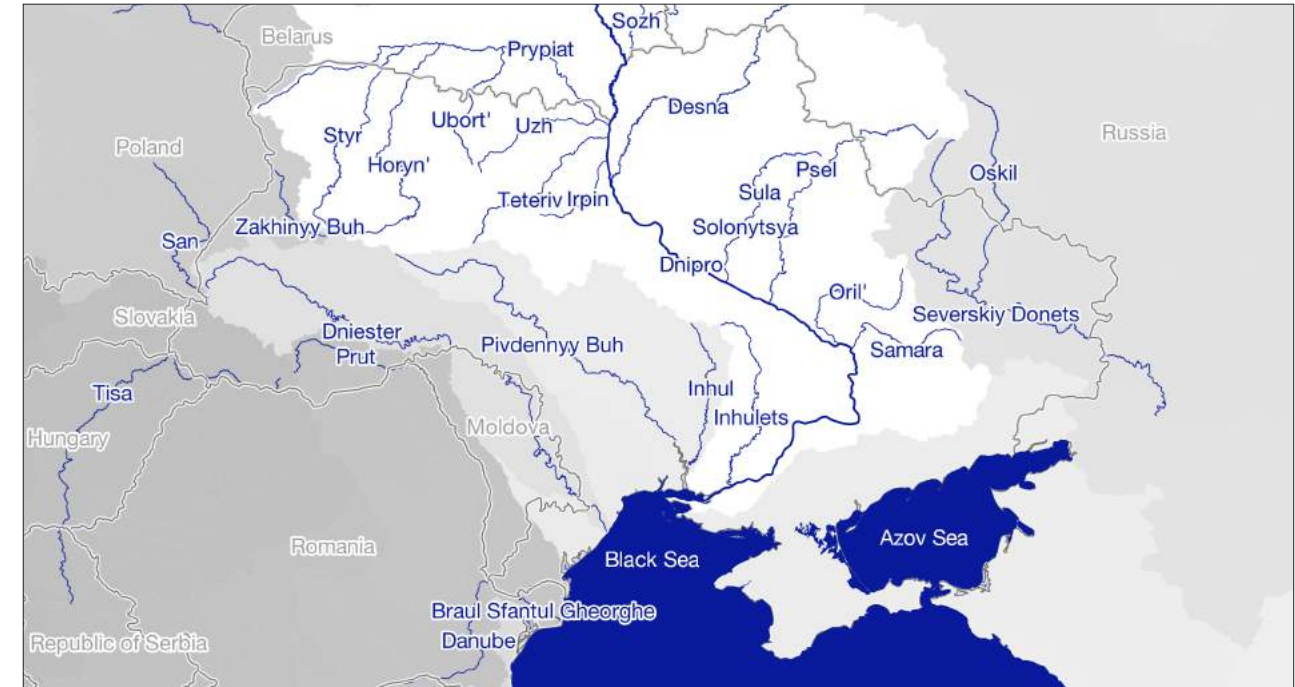 Sozh
Belarus
Prypiat
Desna
Ubort'
Uzh
Styr
Russia
Poland
Horyn'
Psel
Oskil
Sula
Teteriv
Irpin
Zakhinyy Buh
Solonytsya
San
Dnipro
Oril'
Slovakia
Severskiy Donets
Dniester
Pivdennyy Buh
Samara
Prut
Tisa
Inhul
Inhulets
Moldova
Hungary
Azov Sea
Romania
Black Sea
Braul Sfantul Gheorghe
Danube
Republic of Serbia